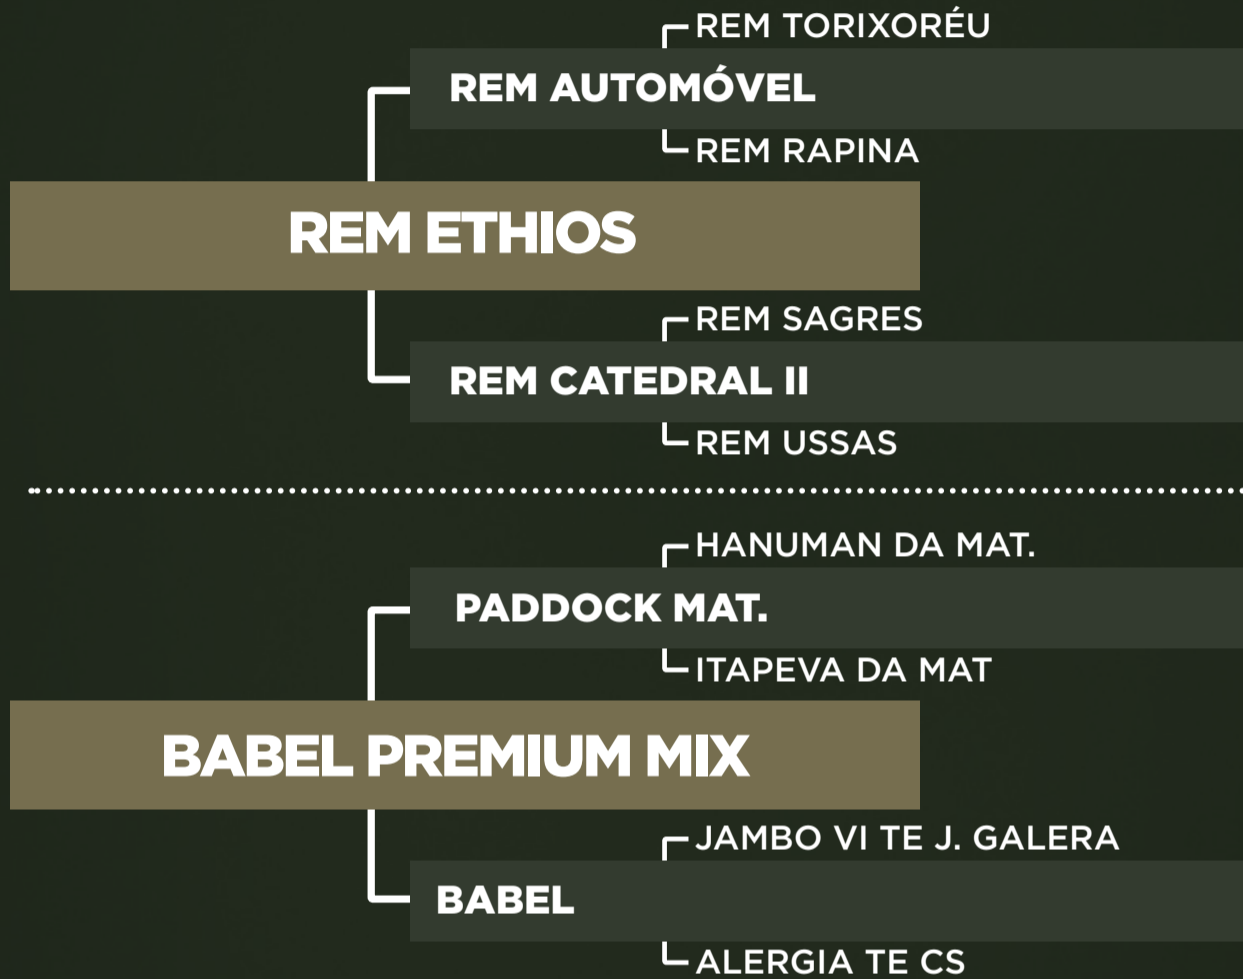 REM TORIXORÉU
REM AUTOMÓVEL
REM RAPINA
REM ETHIOS
REM SAGRES
REM CATEDRAL II
REM USSAS
HANUMAN DA MAT.
PADDOCK MAT.
ITAPEVA DA MAT
BABEL PREMIUM MIX
JAMBO VI TE J. GALERA
BABEL
ALERGIA TE CS